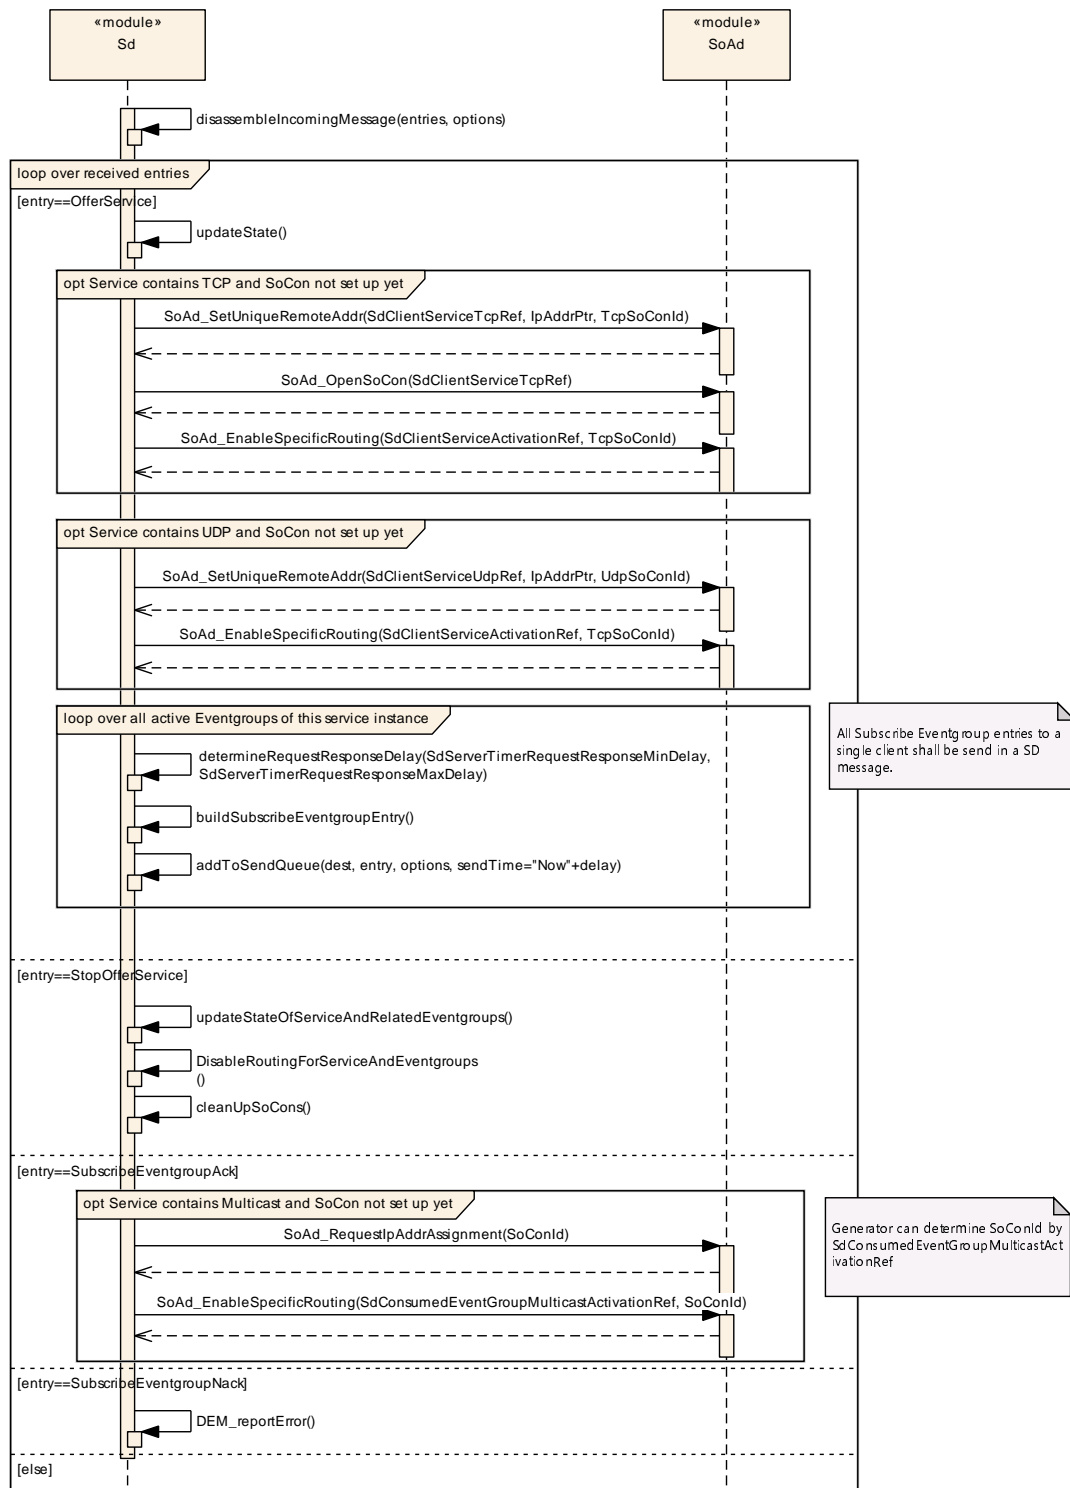 «module»
Sd
«module»
SoAd
disassembleIncomingMessage(entries, options)
loop over received entries
[entry==OfferService]
updateState()
opt Service contains TCP and SoCon not set up yet
SoAd_SetUniqueRemoteAddr(SdClientServiceTcpRef, IpAddrPtr, TcpSoConId)
SoAd_OpenSoCon(SdClientServiceTcpRef)
SoAd_EnableSpecificRouting(SdClientServiceActivationRef, TcpSoConId)
opt Service contains UDP and SoCon not set up yet
SoAd_SetUniqueRemoteAddr(SdClientServiceUdpRef, IpAddrPtr, UdpSoConId)
SoAd_EnableSpecificRouting(SdClientServiceActivationRef, TcpSoConId)
loop over all active Eventgroups of this service instance
All Subscribe Eventgroup entries to a
single client shall be send in a SD
message.
determineRequestResponseDelay(SdServerTimerRequestResponseMinDelay,
SdServerTimerRequestResponseMaxDelay)
buildSubscribeEventgroupEntry()
addToSendQueue(dest, entry, options, sendTime="Now"+delay)
[entry==StopOfferService]
updateStateOfServiceAndRelatedEventgroups()
DisableRoutingForServiceAndEventgroups
()
cleanUpSoCons()
[entry==SubscribeEventgroupAck]
opt Service contains Multicast and SoCon not set up yet
SoAd_RequestIpAddrAssignment(SoConId)
Generator can determine SoConId by
SdConsumedEventGroupMulticastAct
ivationRef
SoAd_EnableSpecificRouting(SdConsumedEventGroupMulticastActivationRef, SoConId)
[entry==SubscribeEventgroupNack]
DEM_reportError()
[else]